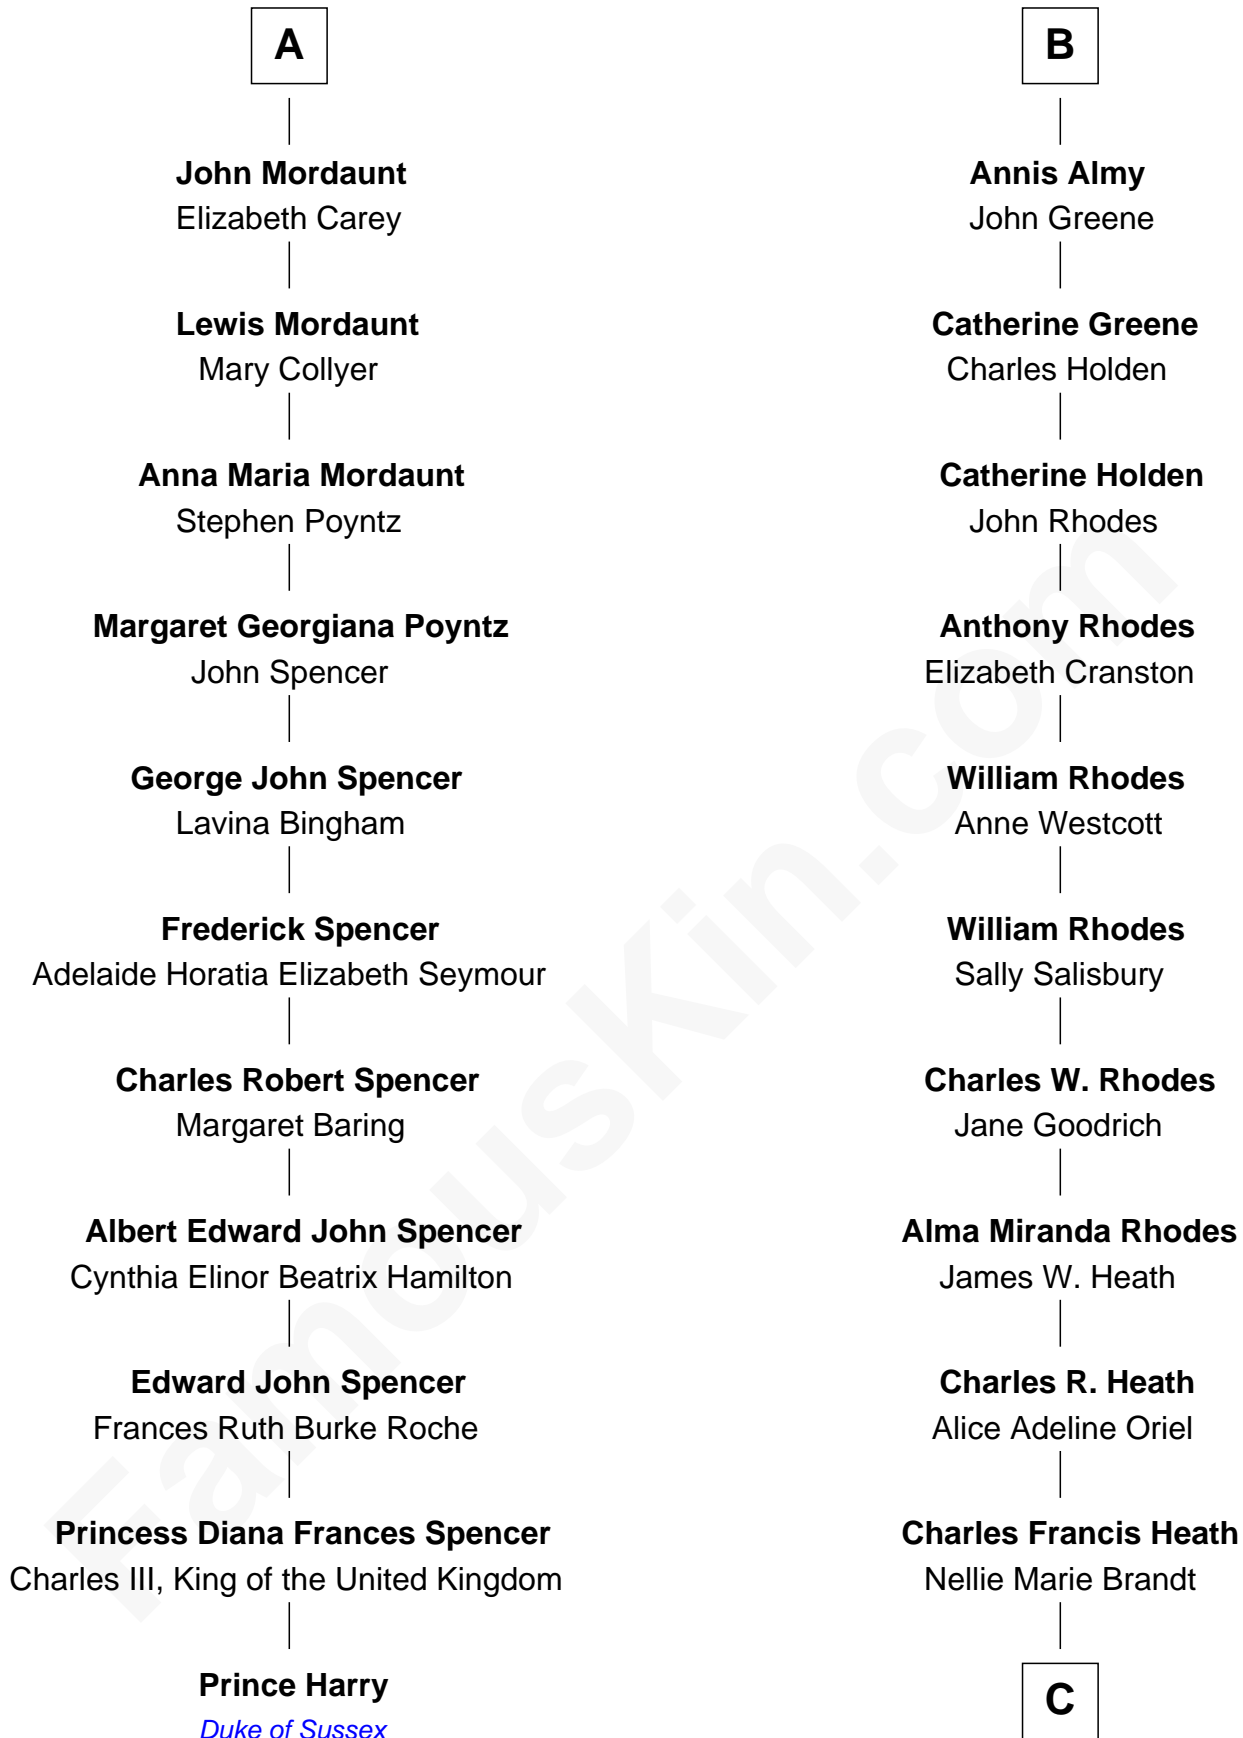 A
John Mordaunt
Elizabeth Carey
Lewis Mordaunt
Mary Collyer
Anna Maria Mordaunt
Stephen Poyntz
Margaret Georgiana Poyntz
John Spencer
George John Spencer
Lavina Bingham
Frederick Spencer
Adelaide Horatia Elizabeth Seymour
Charles Robert Spencer
Margaret Baring
Albert Edward John Spencer
Cynthia Elinor Beatrix Hamilton
Edward John Spencer
Frances Ruth Burke Roche
Princess Diana Frances Spencer
Charles III, King of the United Kingdom
Prince Harry
Duke of Sussex
B
Annis Almy
John Greene
Catherine Greene
Charles Holden
Catherine Holden
John Rhodes
Anthony Rhodes
Elizabeth Cranston
William Rhodes
Anne Westcott
William Rhodes
Sally Salisbury
Charles W. Rhodes
Jane Goodrich
Alma Miranda Rhodes
James W. Heath
Charles R. Heath
Alice Adeline Oriel
Charles Francis Heath
Nellie Marie Brandt
C
FamousKin.com